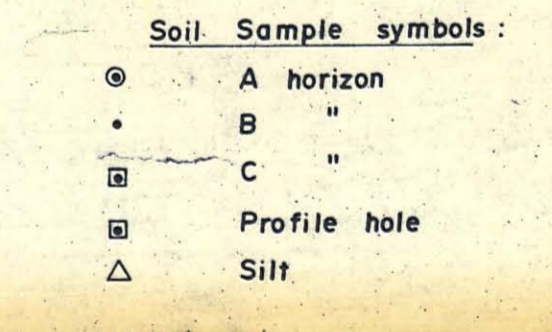 Soil Sample symbols :
A horizon
B "
C "
Profile hole
Silt